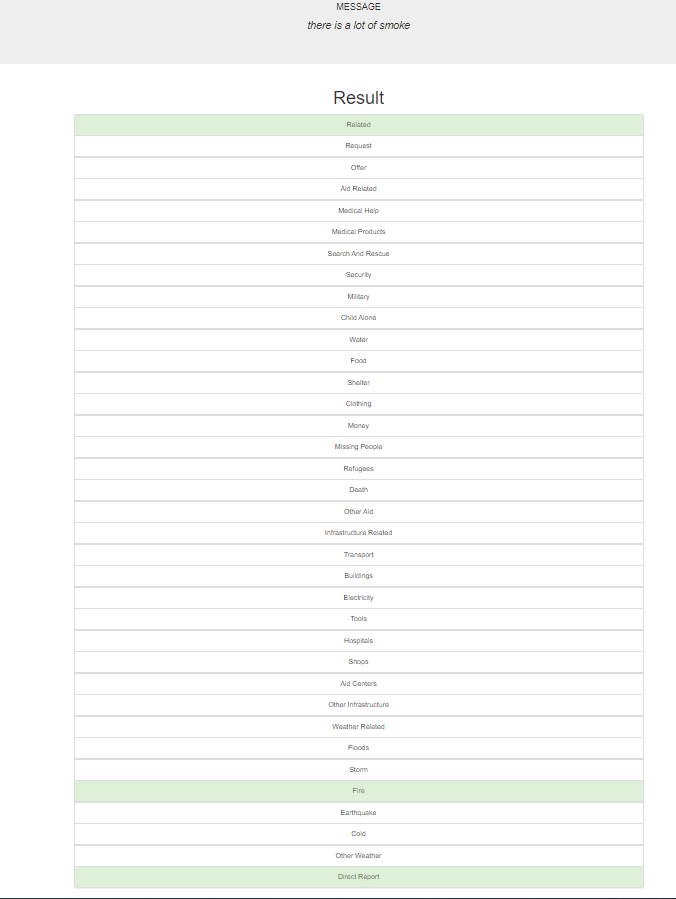 MESSAGE
there is a lot of smoke
Result
Related
Request
Offer
Aid Related
Medical Help
Medical Products
Search And Rescue
Security
Military
Child Alone
Water
Food
Shelter
Clothing
Money
Missing People
Refugees
Death
Other Aid
Infrastructure Related
Transport
Buildings
Electricity
Tools
Hospitals
Shops
Aid Centers
Other Infrastructure
Weather Related
Floods
Storm
Fire
Earthquake
Cold
Other Weather
Direct Report